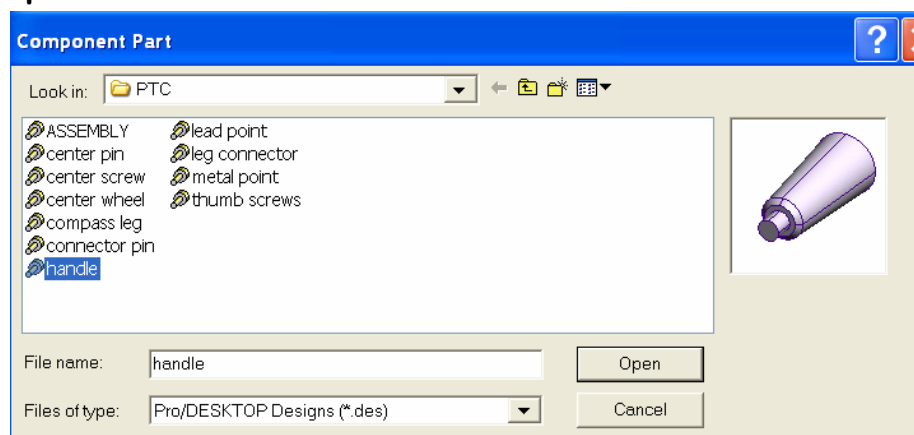 Component Part
?
Look in: PTC
ASSEMBLY lead point
center pin leg connector
center screw metal point
center wheel thumb screws
compass leg
connector pin
handle
File name: handle Open
Files of type: Pro/DESKTOP Designs (*.des) Cancel